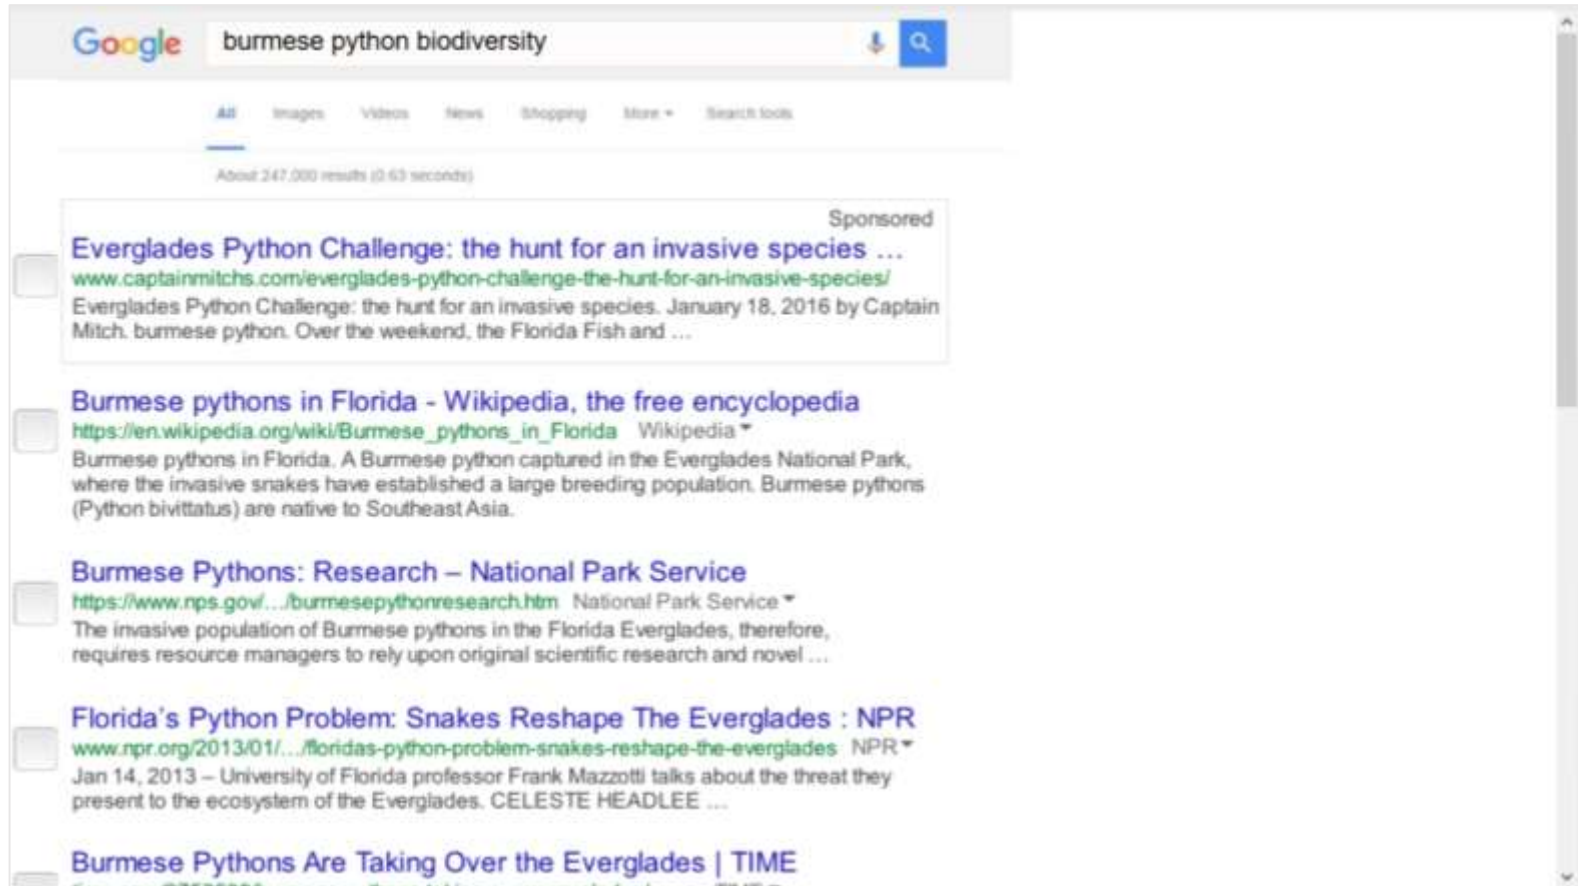 Google burmese python biodiversity
All Images Videos News Shopping More Search tools
About 247,000 results (0.63 seconds)
Sponsored
Everglades Python Challenge: the hunt for an invasive species ...
www.captainmitchs.com/everglades-python-challenge-the-hunt-for-an-invasive-species/
Everglades Python Challenge: the hunt for an invasive species. January 18, 2016 by Captain
Mitch. burmese python. Over the weekend, the Florida Fish and ...
Burmese pythons in Florida - Wikipedia, the free encyclopedia
https://en.wikipedia.org/wiki/Burmese_pythons_in_Florida Wikipedia
Burmese pythons in Florida. A Burmese python captured in the Everglades National Park,
where the invasive snakes have established a large breeding population. Burmese pythons
(Python bivittatus) are native to Southeast Asia.
Burmese Pythons: Research – National Park Service
https://www.nps.gov/.../burmesepythonresearch.htm National Park Service
The invasive population of Burmese pythons in the Florida Everglades, therefore,
requires resource managers to rely upon original scientific research and novel ...
Florida's Python Problem: Snakes Reshape The Everglades : NPR
www.npr.org/2013/01/.../floridas-python-problem-snakes-reshape-the-everglades NPR
Jan 14, 2013 – University of Florida professor Frank Mazzotti talks about the threat they
present to the ecosystem of the Everglades. CELESTE HEADLEE ...
Burmese Pythons Are Taking Over the Everglades | TIME